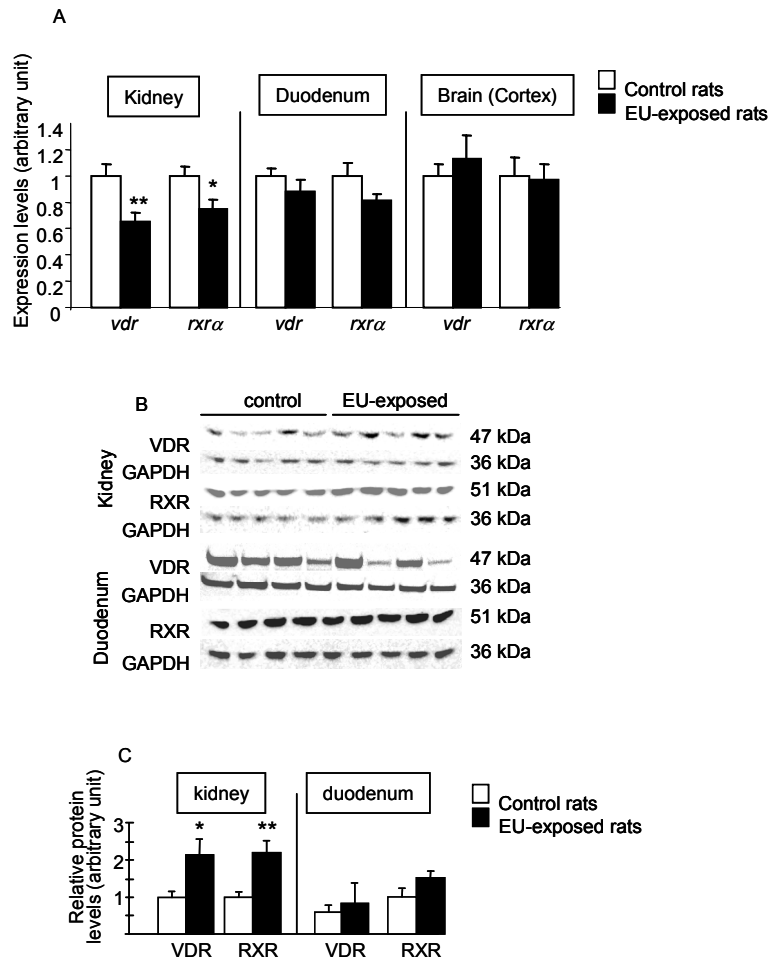 A
Kidney
Duodenum
Brain (Cortex)
Control rats
EU-exposed rats
Expression levels (arbitrary unit)
1.4
1.2
1
0.8
0.6
0.4
0.2
0
**
*
vdr rxrα vdr rxrα vdr rxrα
B
control EU-exposed
Kidney
VDR 47 kDa
GAPDH 36 kDa
RXR 51 kDa
GAPDH 36 kDa
Duodenum
VDR 47 kDa
GAPDH 36 kDa
RXR 51 kDa
GAPDH 36 kDa
C
kidney
duodenum
Control rats
EU-exposed rats
Relative protein
levels (arbitrary unit)
3
2
1
* **
VDR RXR VDR RXR